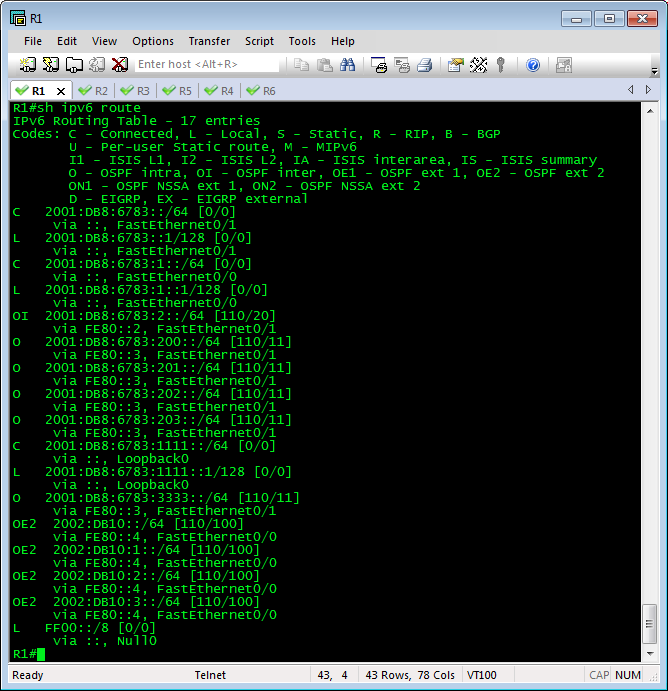 R1
File Edit View Options Transfer Script Tools Help
Enter host <Alt+R>
R1 R2 R3 R5 R4 R6
R1#sh ipv6 route
IPv6 Routing Table - 17 entries
Codes: C - Connected, L - Local, S - Static, R - RIP, B - BGP
       U - Per-user Static route, M - MIPv6
       I1 - ISIS L1, I2 - ISIS L2, IA - ISIS interarea, IS - ISIS summary
       O - OSPF intra, OI - OSPF inter, OE1 - OSPF ext 1, OE2 - OSPF ext 2
       ON1 - OSPF NSSA ext 1, ON2 - OSPF NSSA ext 2
       D - EIGRP, EX - EIGRP external
C   2001:DB8:6783::/64 [0/0]
     via ::, FastEthernet0/1
L   2001:DB8:6783::1/128 [0/0]
     via ::, FastEthernet0/1
C   2001:DB8:6783:1::/64 [0/0]
     via ::, FastEthernet0/0
L   2001:DB8:6783:1::1/128 [0/0]
     via ::, FastEthernet0/0
OI  2001:DB8:6783:2::/64 [110/20]
     via FE80::2, FastEthernet0/1
O   2001:DB8:6783:200::/64 [110/11]
     via FE80::3, FastEthernet0/1
O   2001:DB8:6783:201::/64 [110/11]
     via FE80::3, FastEthernet0/1
O   2001:DB8:6783:202::/64 [110/11]
     via FE80::3, FastEthernet0/1
O   2001:DB8:6783:203::/64 [110/11]
     via FE80::3, FastEthernet0/1
C   2001:DB8:6783:1111::/64 [0/0]
     via ::, Loopback0
L   2001:DB8:6783:1111::1/128 [0/0]
     via ::, Loopback0
O   2001:DB8:6783:3333::/64 [110/11]
     via FE80::3, FastEthernet0/1
OE2  2002:DB10::/64 [110/100]
     via FE80::4, FastEthernet0/0
OE2  2002:DB10:1::/64 [110/100]
     via FE80::4, FastEthernet0/0
OE2  2002:DB10:2::/64 [110/100]
     via FE80::4, FastEthernet0/0
OE2  2002:DB10:3::/64 [110/100]
     via FE80::4, FastEthernet0/0
L   FF00::/8 [0/0]
     via ::, Null0
R1#
Ready Telnet 43, 4 43 Rows, 78 Cols VT100 CAP NUM